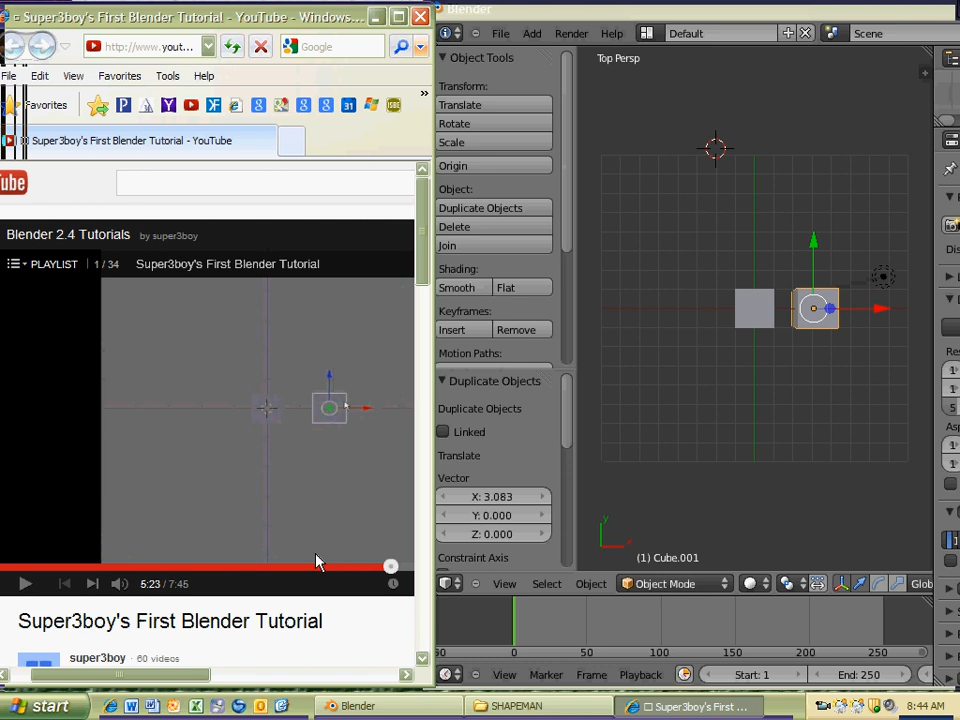 Super3boy's First Blender Tutorial - YouTube - Windows...
http://www.yout...
Google
File Edit View Favorites Tools Help
Favorites
Super3boy's First Blender Tutorial - YouTube
Tube
Blender 2.4 Tutorials by super3boy
PLAYLIST 1 / 34 Super3boy's First Blender Tutorial
5:23 / 7:45
Super3boy's First Blender Tutorial
super3boy · 60 videos
Blender
File Add Render Help Default Scene
Object Tools
Transform:
Translate
Rotate
Scale
Origin
Object:
Duplicate Objects
Delete
Join
Shading:
Smooth Flat
Keyframes:
Insert Remove
Motion Paths:
Duplicate Objects
Duplicate Objects
Linked
Translate
Vector
X: 3.083
Y: 0.000
Z: 0.000
Constraint Axis
Top Persp
y
x
(1) Cube.001
View Select Object Object Mode Glob
0 50 100 150 200 250
View Marker Frame Playback Start: 1 End: 250
Res
Asp
start Blender SHAPEMAN Super3boy's First ... 8:44 AM